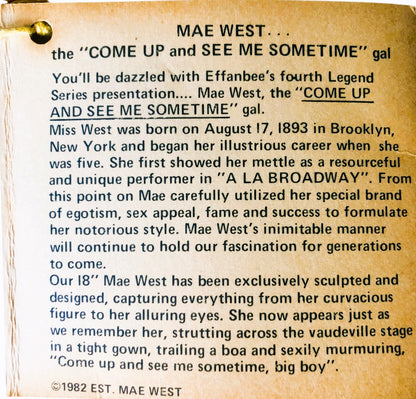 MAE WEST...
the "COME UP and SEE ME SOMETIME" gal
You'll be dazzled with Effanbee's fourth Legend
Series presentation.... Mae West, the "COME UP
AND SEE ME SOMETIME" gal.
Miss West was born on August 17, 1893 in Brooklyn,
New York and began her illustrious career when she
was five. She first showed her mettle as a resourceful
and unique performer in "A LA BROADWAY". From
this point on Mae carefully utilized her special brand
of egotism, sex appeal, fame and success to formulate
her notorious style. Mae West's inimitable manner
will continue to hold our fascination for generations
to come.
Our 18" Mae West has been exclusively sculpted and
designed, capturing everything from her curvacious
figure to her alluring eyes. She now appears just as
we remember her, strutting across the vaudeville stage
in a tight gown, trailing a boa and sexily murmuring,
"Come up and see me sometime, big boy".
©1982 EST. MAE WEST